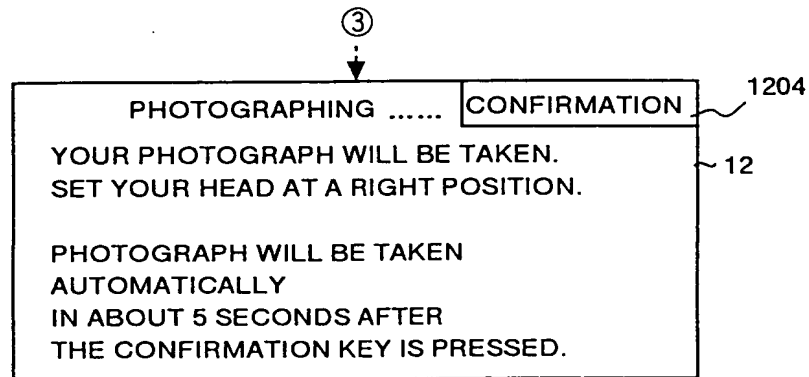 ③
PHOTOGRAPHING ......
CONFIRMATION
1204
YOUR PHOTOGRAPH WILL BE TAKEN.
SET YOUR HEAD AT A RIGHT POSITION.
12
PHOTOGRAPH WILL BE TAKEN
AUTOMATICALLY
IN ABOUT 5 SECONDS AFTER
THE CONFIRMATION KEY IS PRESSED.